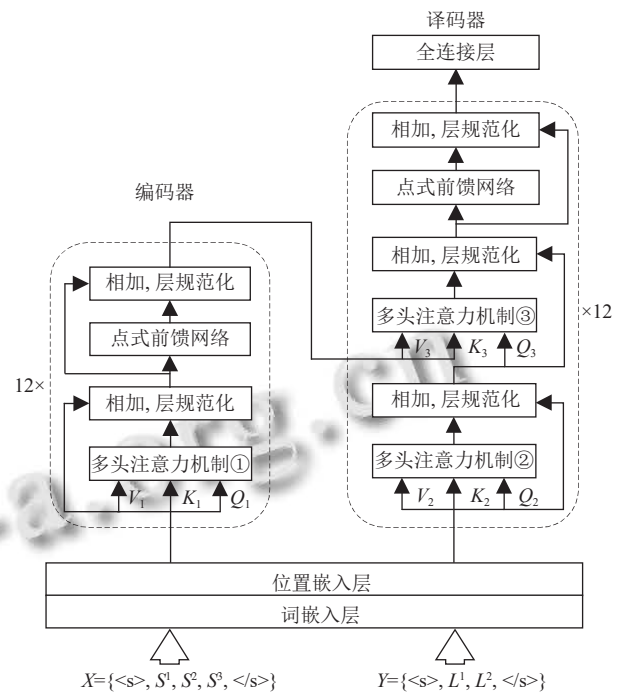 译码器
全连接层
相加, 层规范化
点式前馈网络
相加, 层规范化
多头注意力机制③
V₃ K₃ Q₃
×12
相加, 层规范化
多头注意力机制②
V₂ K₂ Q₂
编码器
相加, 层规范化
点式前馈网络
12×
相加, 层规范化
多头注意力机制①
V₁ K₁ Q₁
位置嵌入层
词嵌入层
X={<s>, S¹, S², S³, </s>}
Y={<s>, L¹, L², </s>}